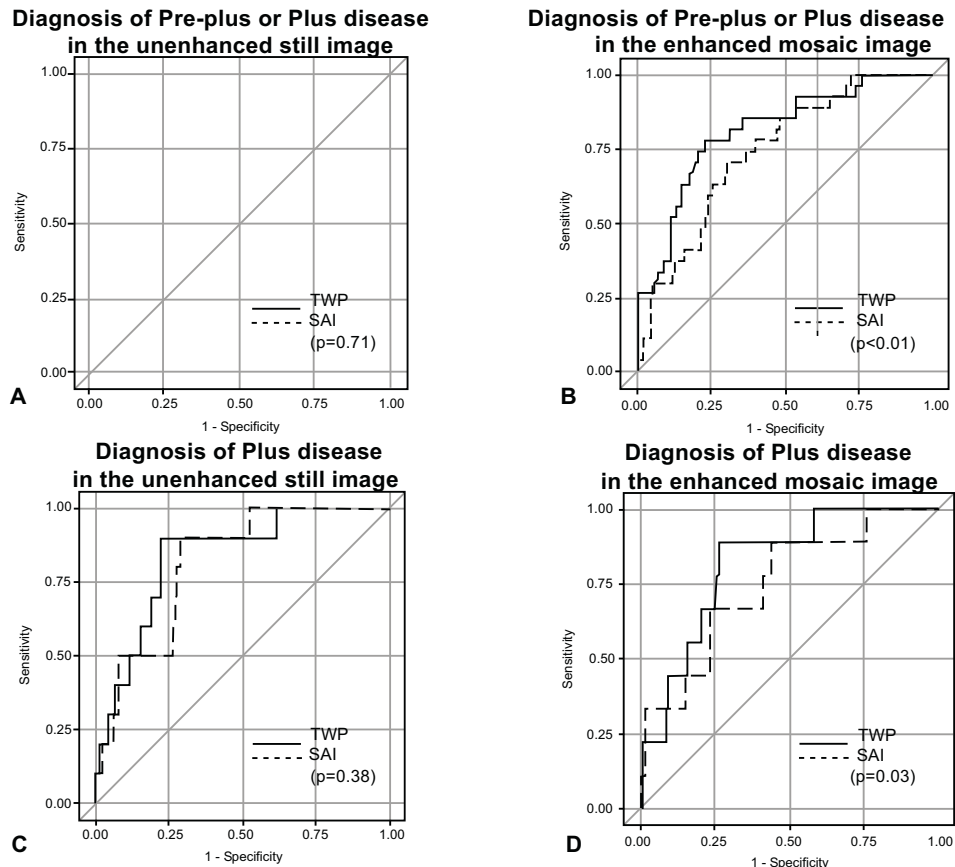 Diagnosis of Pre-plus or Plus disease
in the unenhanced still image
1.00
0.75
0.50
0.25
0.00
Sensitivity
TWP
SAI
(p=0.71)
0.00 0.25 0.50 0.75 1.00
1 - Specificity
A
Diagnosis of Pre-plus or Plus disease
in the enhanced mosaic image
1.00
0.75
0.50
0.25
0.00
Sensitivity
TWP
SAI
(p<0.01)
0.00 0.25 0.50 0.75 1.00
1 - Specificity
B
Diagnosis of Plus disease
in the unenhanced still image
1.00
0.75
0.50
0.25
0.00
Sensitivity
TWP
SAI
(p=0.38)
0.00 0.25 0.50 0.75 1.00
1 - Specificity
C
Diagnosis of Plus disease
in the enhanced mosaic image
1.00
0.75
0.50
0.25
0.00
Sensitivity
TWP
SAI
(p=0.03)
0.00 0.25 0.50 0.75 1.00
1 - Specificity
D